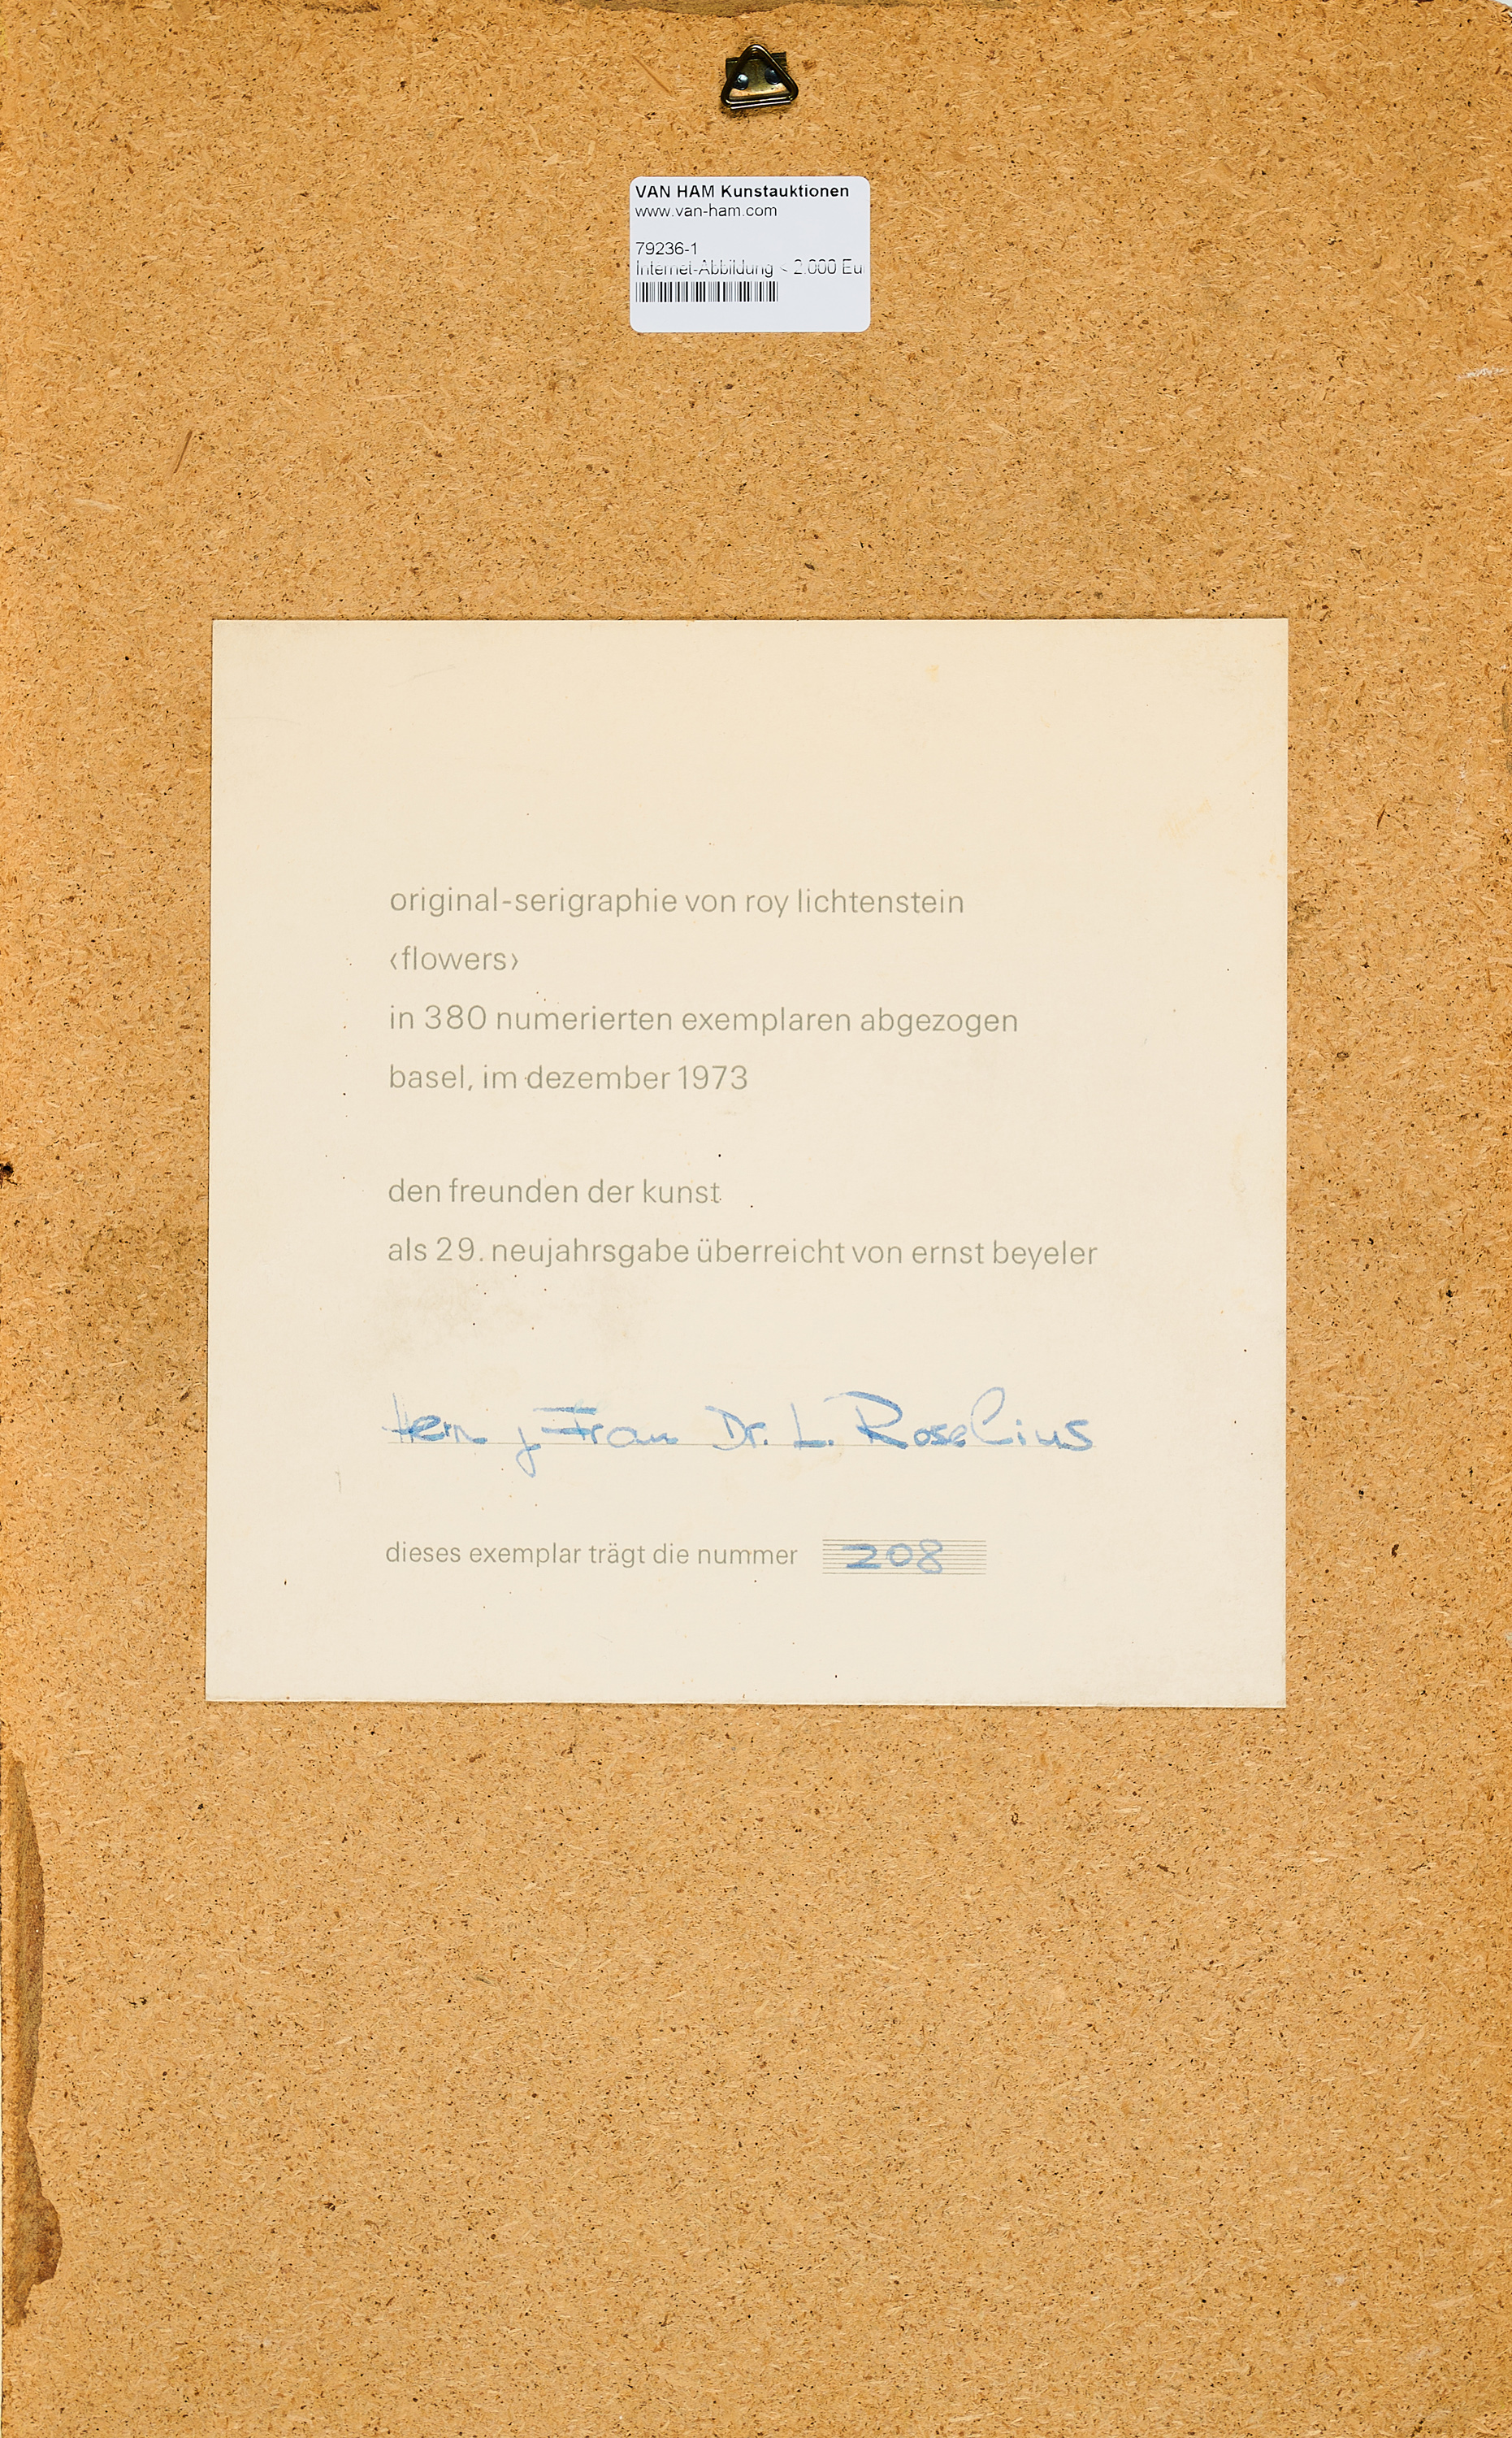 VAN HAM Kunstauktionen
www.van-ham.com
79236-1
Internet-Abbildung < 2.000 Eu
original-serigraphie von roy lichtenstein
‹flowers›
in 380 numerierten exemplaren abgezogen
basel, im dezember 1973
den freunden der kunst
als 29. neujahrsgabe überreicht von ernst beyeler
Herrn & Frau Dr. L. Roselius
dieses exemplar trägt die nummer 208